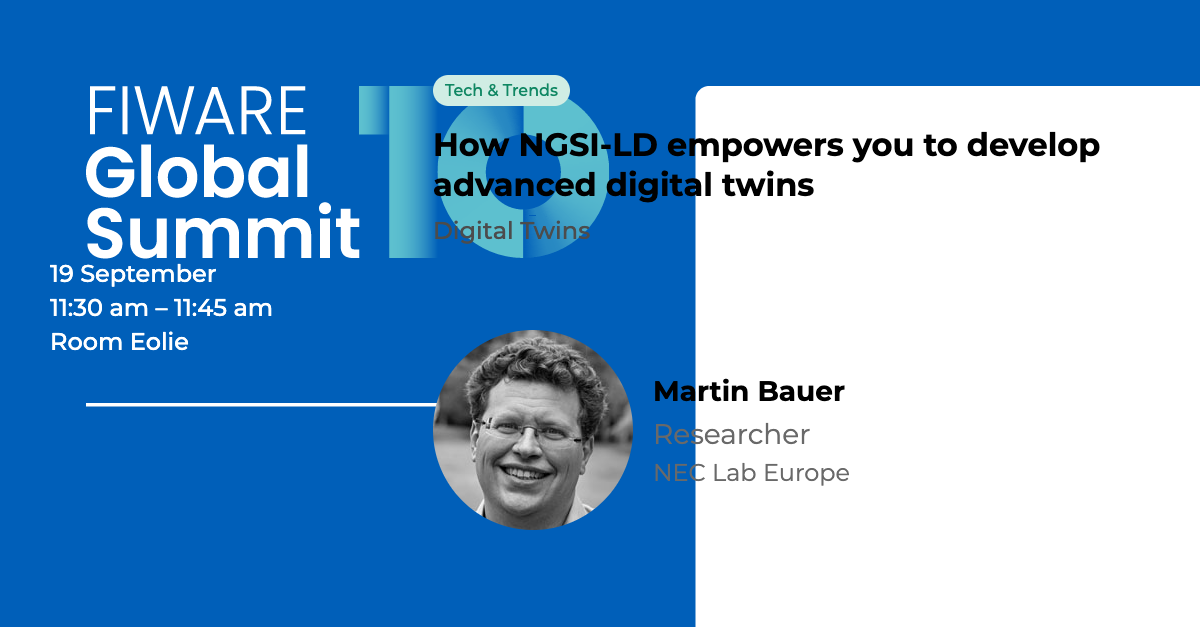 FIWARE
Global
Summit
10
19 September
11:30 am – 11:45 am
Room Eolie
Tech & Trends
How NGSI-LD empowers you to develop
advanced digital twins
Digital Twins
Martin Bauer
Researcher
NEC Lab Europe